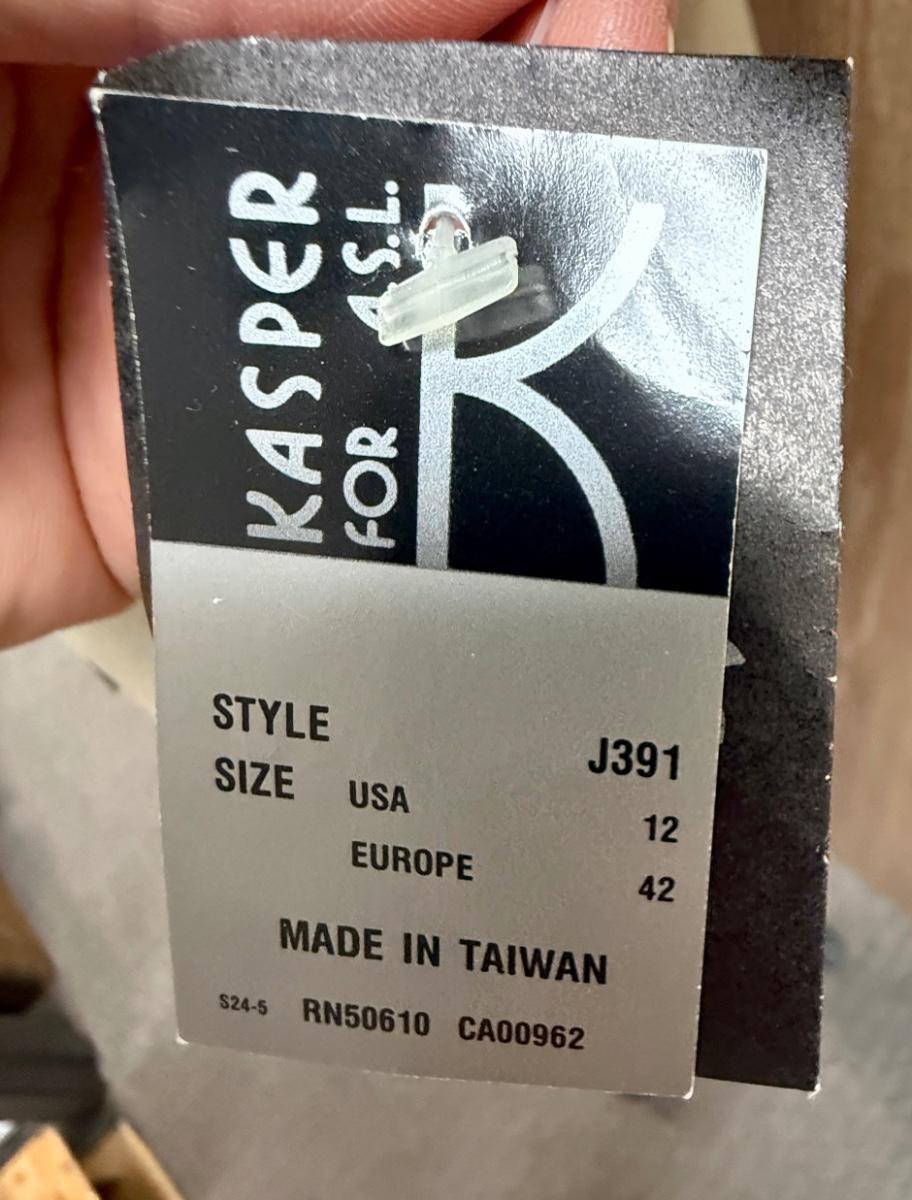 KASPER
FOR A.S.L.
K
STYLE J391
SIZE USA 12
EUROPE 42
MADE IN TAIWAN
S24-5 RN50610 CA00962